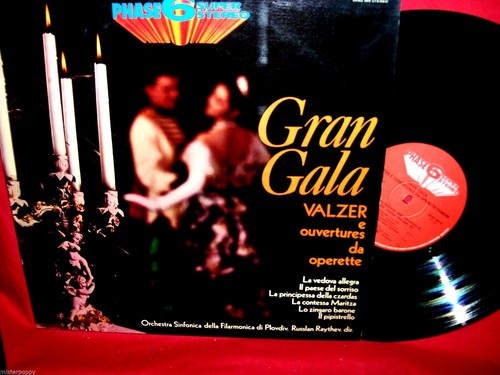 PHASE 6 SUPER STEREO
Gran
Gala
VALZER
e
ouvertures
da
operette
La vedova allegra
Il paese del sorriso
La principessa della czardas
La contessa Maritza
Lo zingaro barone
Il pipistrello
Orchestra Sinfonica della Filarmonica di Plovdiv. Russlan Raythev, dir.
PHASE 6
misterpoppy